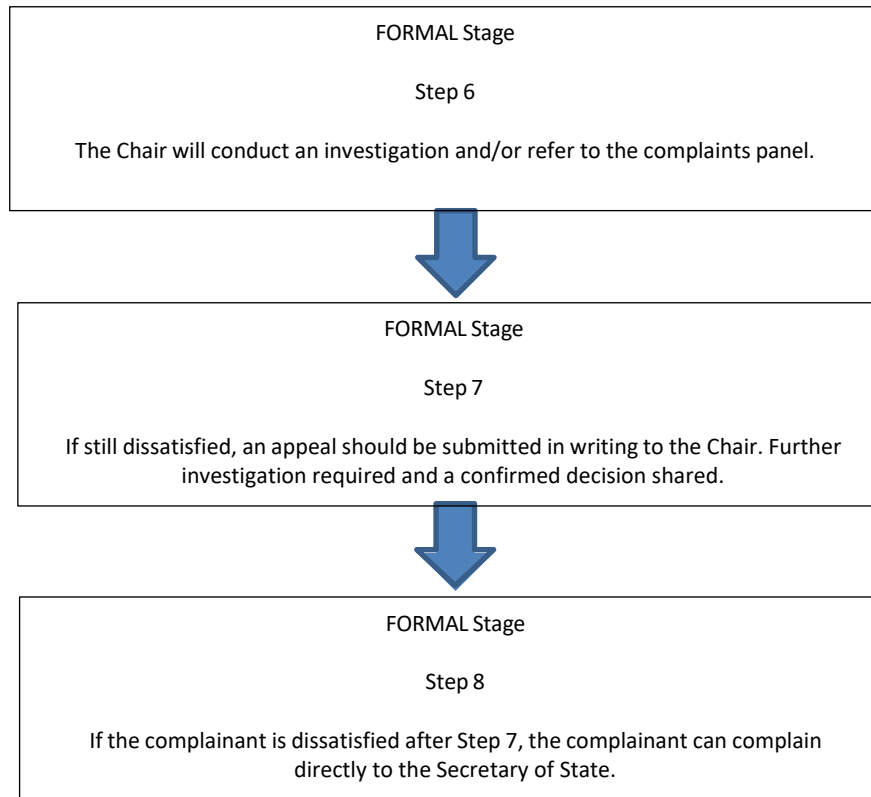 FORMAL Stage
Step 6
The Chair will conduct an investigation and/or refer to the complaints panel.
FORMAL Stage
Step 7
If still dissatisfied, an appeal should be submitted in writing to the Chair. Further
investigation required and a confirmed decision shared.
FORMAL Stage
Step 8
If the complainant is dissatisfied after Step 7, the complainant can complain
directly to the Secretary of State.